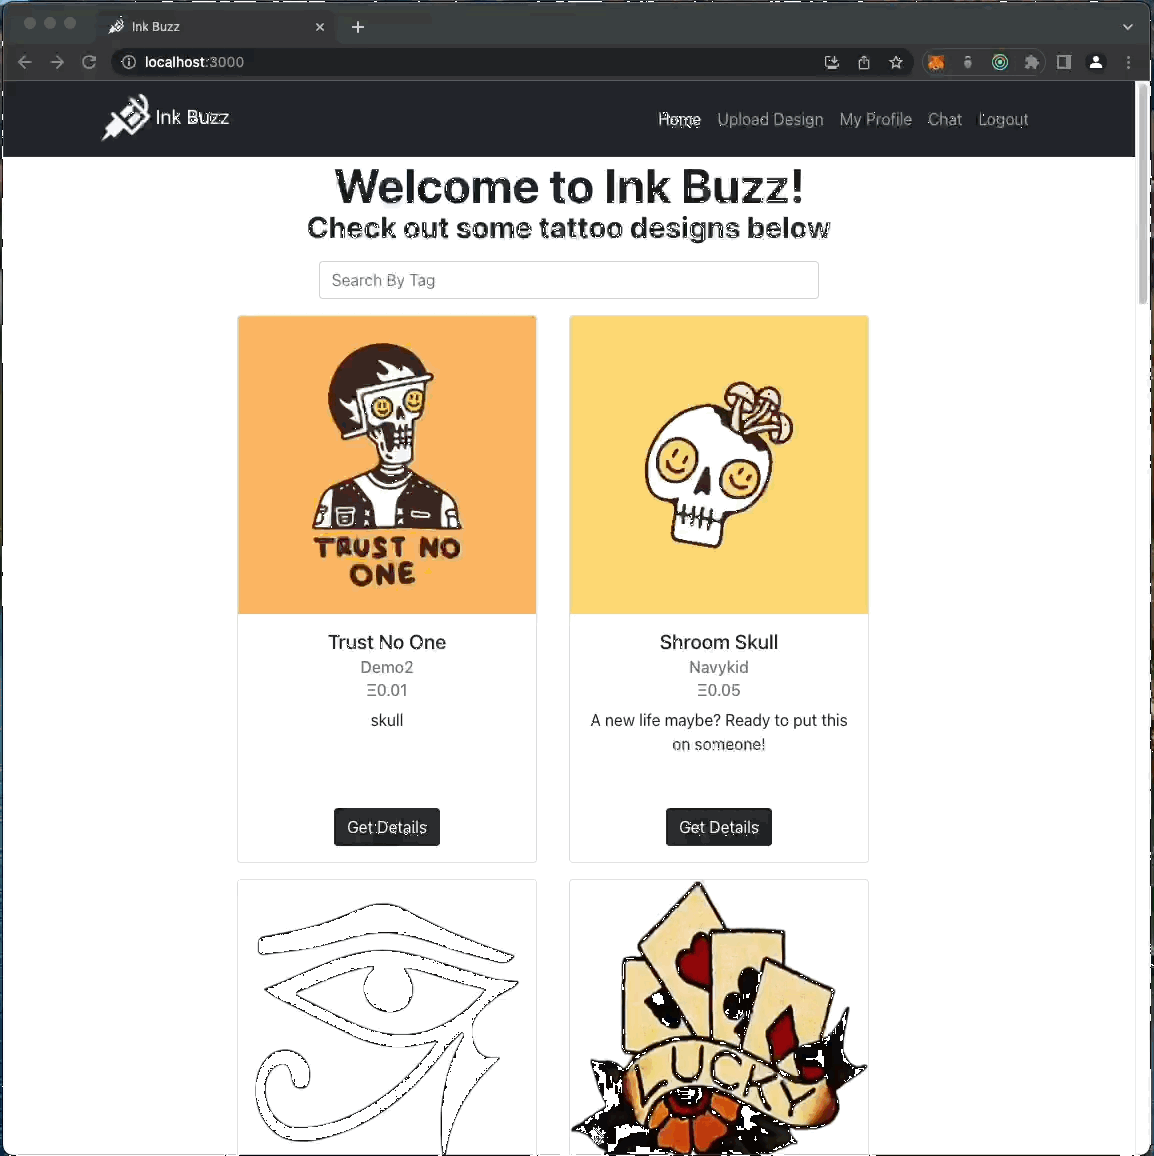 Ink Buzz
localhost:3000
Ink Buzz
Home Upload Design My Profile Chat Logout
Welcome to Ink Buzz!
Check out some tattoo designs below
Search By Tag
TRUST NO
ONE
Trust No One
Demo2
Ξ0.01
skull
Get Details
Shroom Skull
Navykid
Ξ0.05
A new life maybe? Ready to put this
on someone!
Get Details
LUCKY